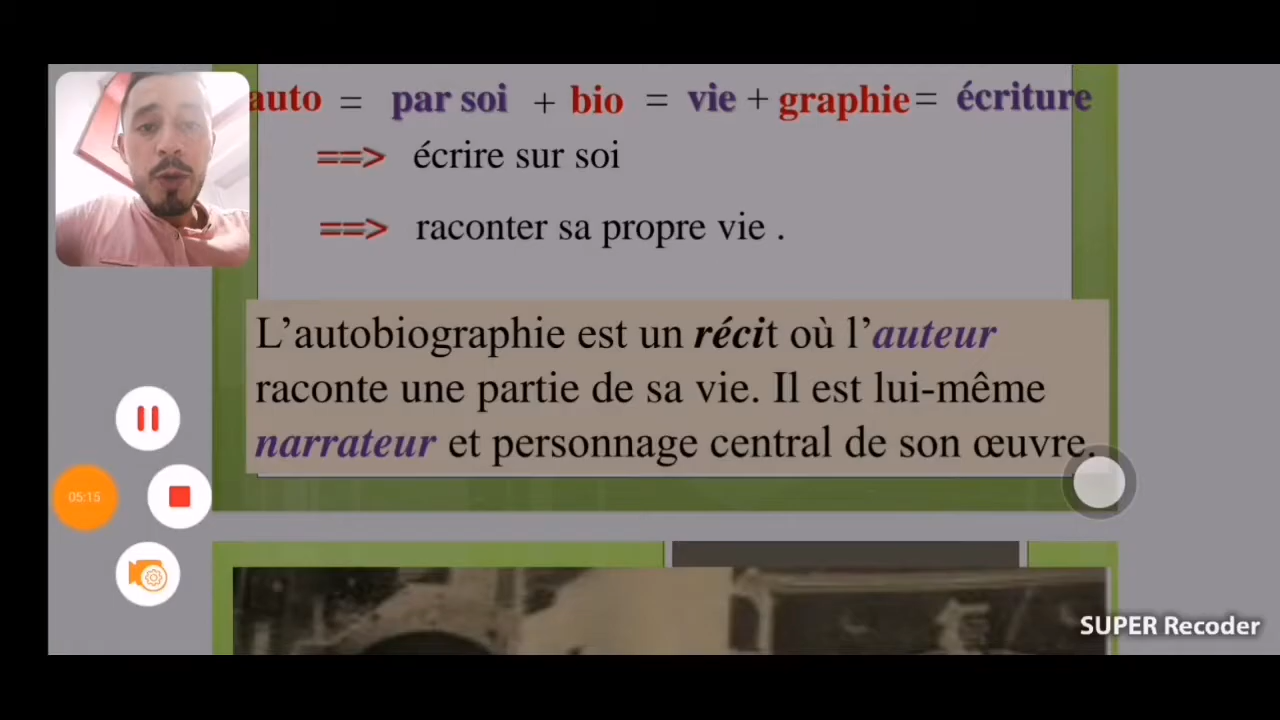 auto = par soi + bio = vie + graphie = écriture
==> écrire sur soi
==> raconter sa propre vie .
L’autobiographie est un récit où l’auteur
raconte une partie de sa vie. Il est lui-même
narrateur et personnage central de son œuvre.
05:15
SUPER Recoder